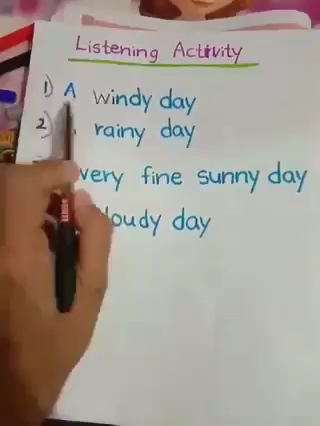 Listening Activity
1) A windy day
2) rainy day
very fine sunny day
loudy day